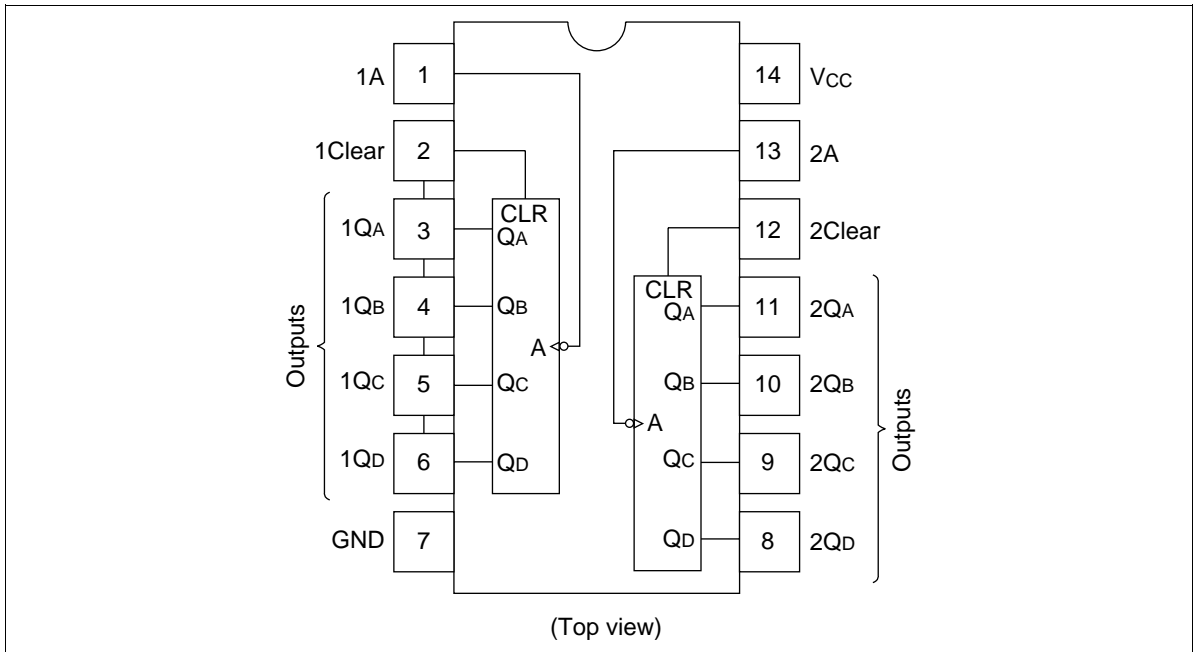 1A 1 14 VCC
1Clear 2 13 2A
CLR
1QA 3 QA 12 2Clear
CLR
1QB 4 QB QA 11 2QA
A
1QC 5 QC QB 10 2QB
A
1QD 6 QD QC 9 2QC
GND 7 QD 8 2QD
Outputs
Outputs
(Top view)